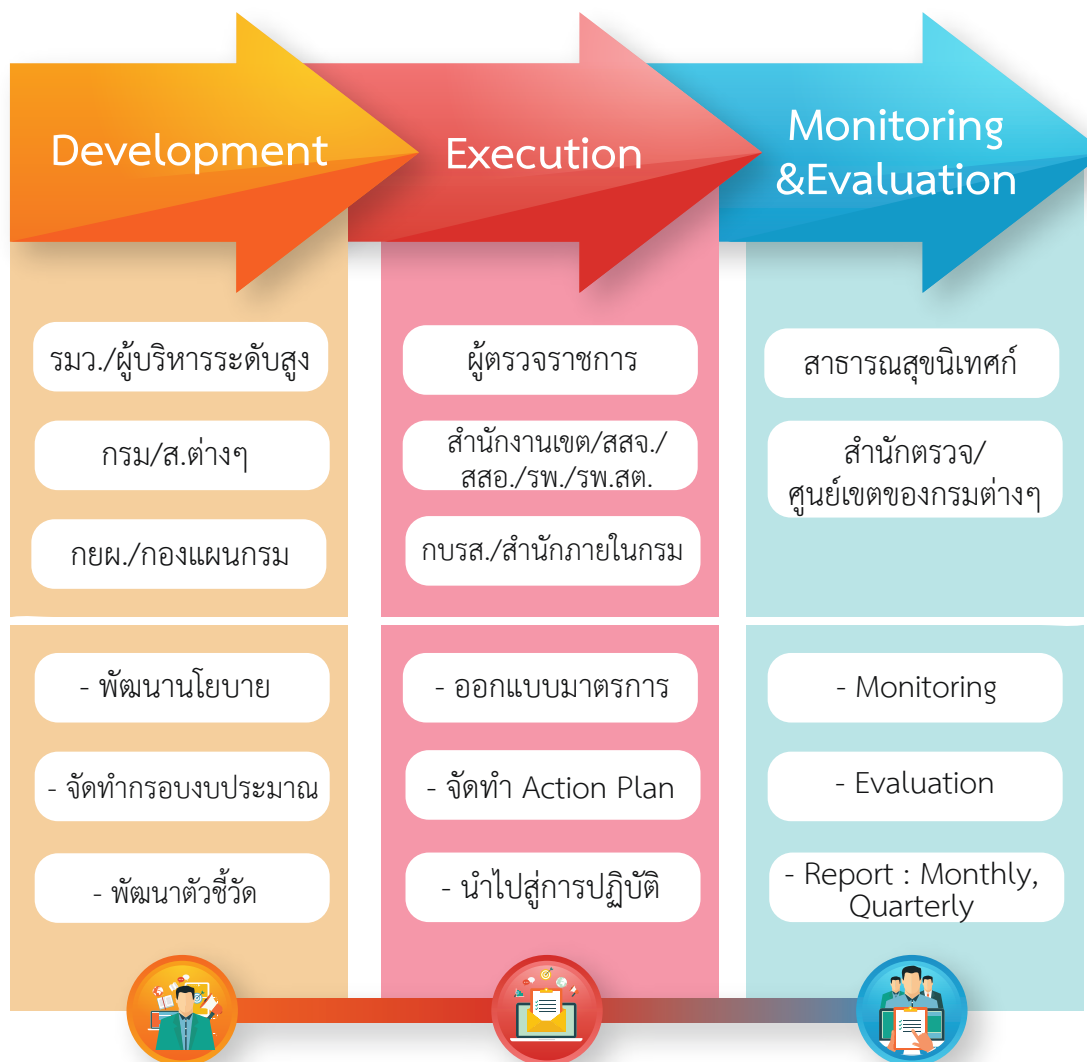 Development
Execution
Monitoring
&Evaluation
รมว./ผู้บริหารระดับสูง
กรม/ส.ต่างๆ
กยผ./กองแผนกรม
ผู้ตรวจราชการ
สำนักงานเขต/สสจ./
สสอ./รพ./รพ.สต.
กบรส./สำนักภายในกรม
สาธารณสุขนิเทศก์
สำนักตรวจ/
ศูนย์เขตของกรมต่างๆ
- พัฒนานโยบาย
- จัดทำกรอบงบประมาณ
- พัฒนาตัวชี้วัด
- ออกแบบมาตรการ
- จัดทำ Action Plan
- นำไปสู่การปฏิบัติ
- Monitoring
- Evaluation
- Report : Monthly,
Quarterly